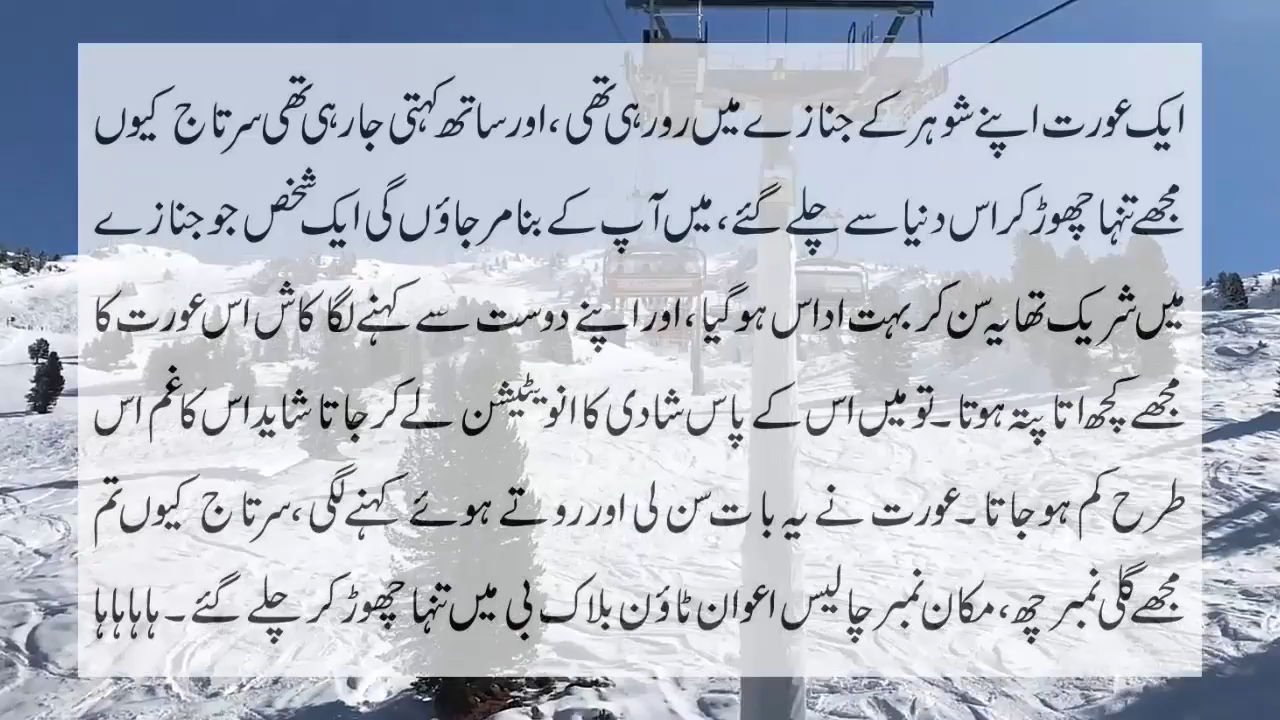 ایک عورت اپنے شوہر کے جنازے میں رو رہی تھی، اور ساتھ کہتی جا رہی تھی سرتاج کیوں
مجھے تنہا چھوڑ کر اس دنیا سے چلے گئے، میں آپ کے بنا مر جاؤں گی ایک شخص جو جنازے
میں شریک تھا یہ سن کر بہت اداس ہو گیا، اور اپنے دوست سے کہنے لگا کاش اس عورت کا
مجھے کچھ اتا پتہ ہوتا۔ تو میں اس کے پاس شادی کا انویٹیشن لے کر جاتا شاید اس کا غم اس
طرح کم ہو جاتا۔ عورت نے یہ بات سن لی اور روتے ہوئے کہنے لگی، سرتاج کیوں تم
مجھے گلی نمبر چھ، مکان نمبر چالیس اعوان ٹاؤن بلاک بی میں تنہا چھوڑ کر چلے گئے۔ ہاہاہاہا